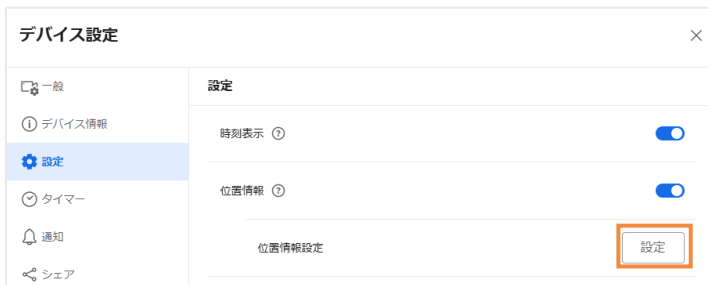 デバイス設定
一般
デバイス情報
設定
タイマー
通知
シェア
設定
時刻表示
位置情報
位置情報設定
設定